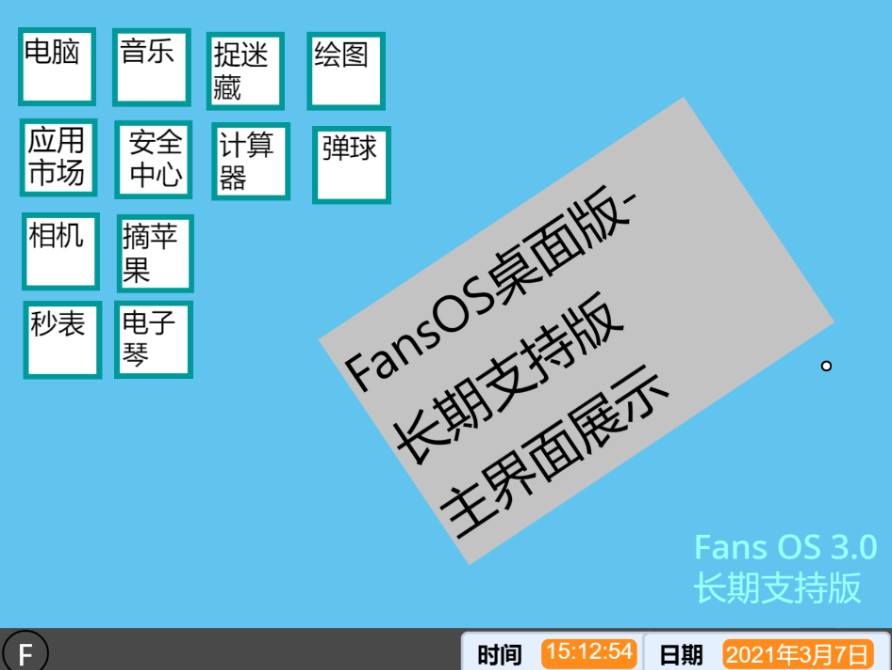 电脑
音乐
捉迷
藏
绘图
应用
市场
安全
中心
计算
器
弹球
相机
摘苹
果
秒表
电子
琴
FansOS桌面版-
长期支持版
主界面展示
Fans OS 3.0
长期支持版
F
时间 15:12:54 日期 2021年3月7日